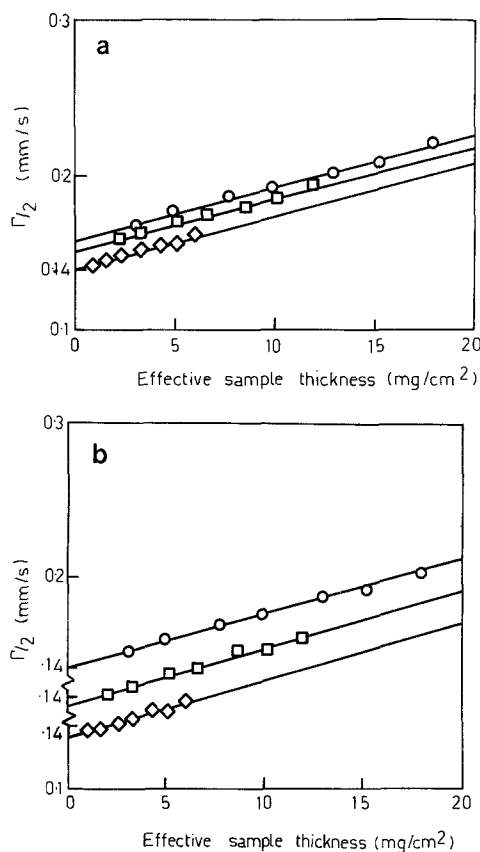 a
0·3
0·2
0·14
0·1
Γ/2 (mm/s)
0 5 10 15 20
Effective sample thickness (mg/cm²)
b
0·3
0·2
·14
·14
·14
0·1
Γ/2 (mm/s)
0 5 10 15 20
Effective sample thickness (mg/cm²)